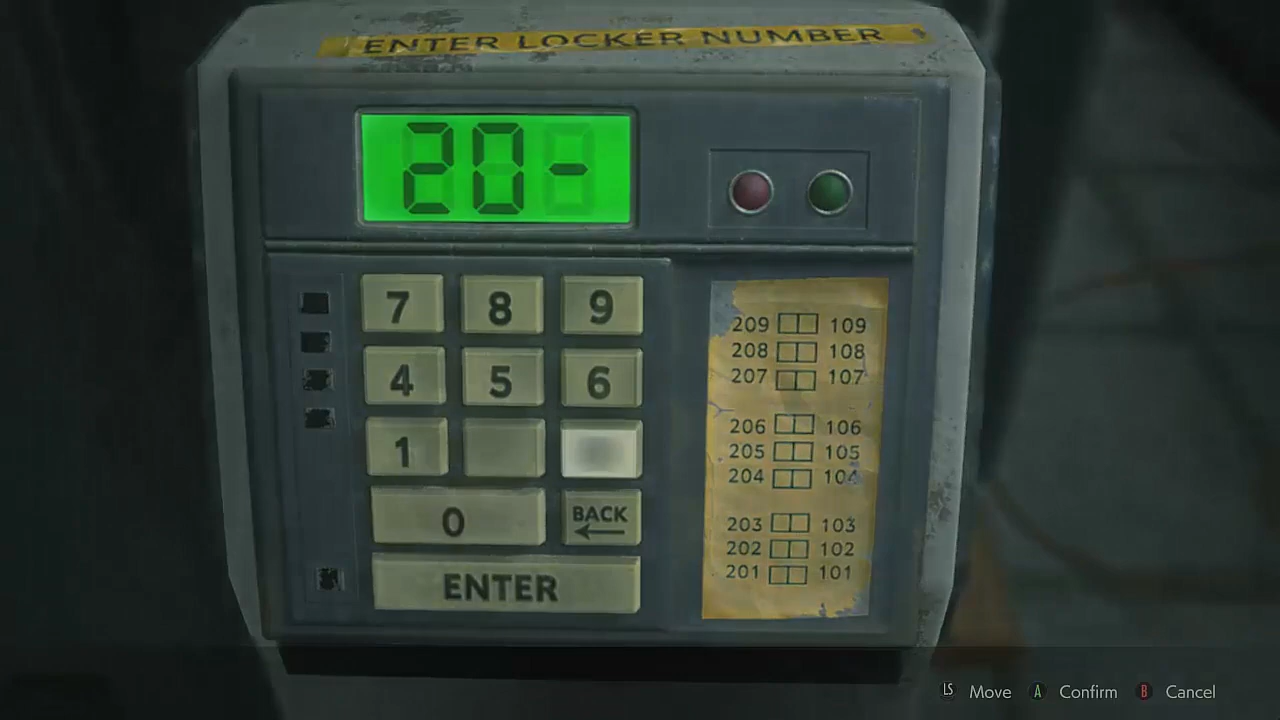 ENTER LOCKER NUMBER
20-
7 8 9
4 5 6
1
0 BACK
ENTER
209 109
208 108
207 107
206 106
205 105
204 104
203 103
202 102
201 101
LS Move A Confirm B Cancel